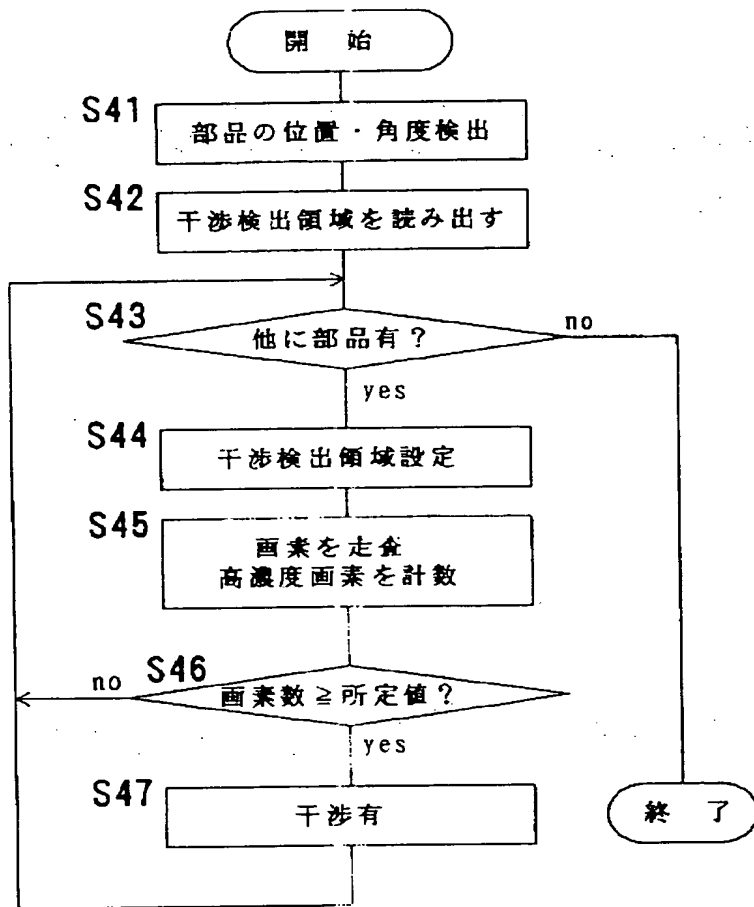 開 始
S41
部品の位置・角度検出
S42
干渉検出領域を読み出す
S43
他に部品有？
no
yes
S44
干渉検出領域設定
S45
画素を走査
高濃度画素を計数
S46
no
画素数≧所定値？
yes
S47
干渉有
終 了